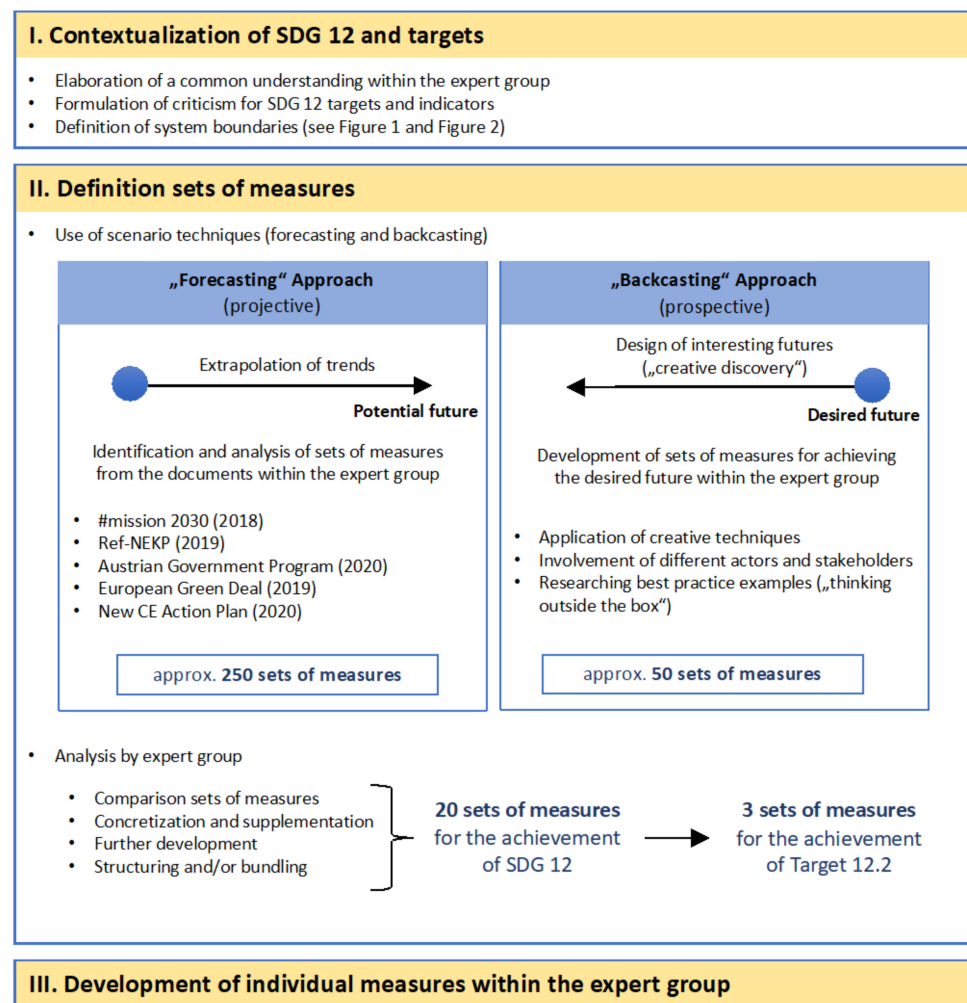 I. Contextualization of SDG 12 and targets
• Elaboration of a common understanding within the expert group
• Formulation of criticism for SDG 12 targets and indicators
• Definition of system boundaries (see Figure 1 and Figure 2)
II. Definition sets of measures
• Use of scenario techniques (forecasting and backcasting)
„Forecasting“ Approach
(projective)
Extrapolation of trends
Potential future
Identification and analysis of sets of measures
from the documents within the expert group
• #mission 2030 (2018)
• Ref-NEKP (2019)
• Austrian Government Program (2020)
• European Green Deal (2019)
• New CE Action Plan (2020)
approx. 250 sets of measures
„Backcasting“ Approach
(prospective)
Design of interesting futures
(„creative discovery“)
Desired future
Development of sets of measures for achieving
the desired future within the expert group
• Application of creative techniques
• Involvement of different actors and stakeholders
• Researching best practice examples („thinking
outside the box“)
approx. 50 sets of measures
• Analysis by expert group
• Comparison sets of measures
• Concretization and supplementation
• Further development
• Structuring and/or bundling
20 sets of measures
for the achievement
of SDG 12
3 sets of measures
for the achievement
of Target 12.2
III. Development of individual measures within the expert group